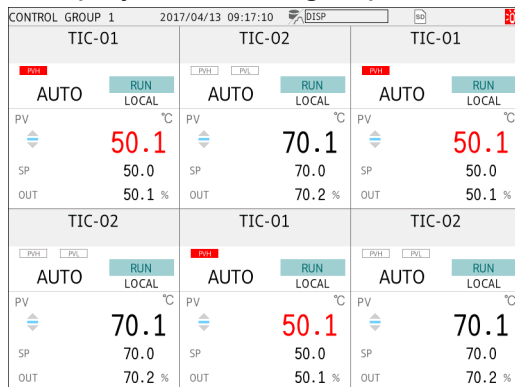 CONTROL GROUP 1 2017/04/13 09:17:10 DISP SD
TIC-01 TIC-02 TIC-01
PVH PVH PVL PVH
AUTO RUN AUTO RUN AUTO RUN
LOCAL LOCAL LOCAL
PV ℃ PV ℃ PV ℃
50.1 70.1 50.1
SP 50.0 SP 70.0 SP 50.0
OUT 50.1 % OUT 70.2 % OUT 50.1 %
TIC-02 TIC-01 TIC-02
PVH PVL PVH PVH PVL
AUTO RUN AUTO RUN AUTO RUN
LOCAL LOCAL LOCAL
PV ℃ PV ℃ PV ℃
70.1 50.1 70.1
SP 70.0 SP 50.0 SP 70.0
OUT 70.2 % OUT 50.1 % OUT 70.2 %